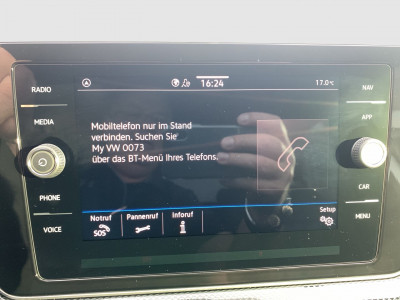 RADIO
16:24
17.0°C
NAV
MEDIA
APP
Mobiltelefon nur im Stand
verbinden. Suchen Sie
My VW 0073
über das BT-Menü Ihres Telefons.
PHONE
CAR
VOICE
MENU
Notruf
Pannenruf
Inforuf
Setup
SOS